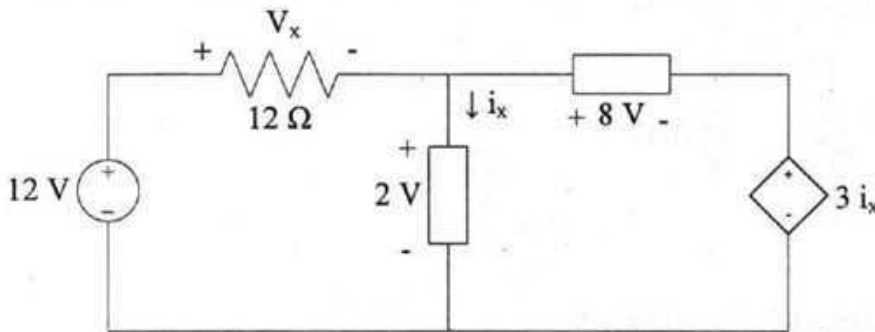 Vₓ
+ -
12 Ω
↓ iₓ
+ 8 V -
12 V
+
−
+
2 V
-
+
-
3 iₓ